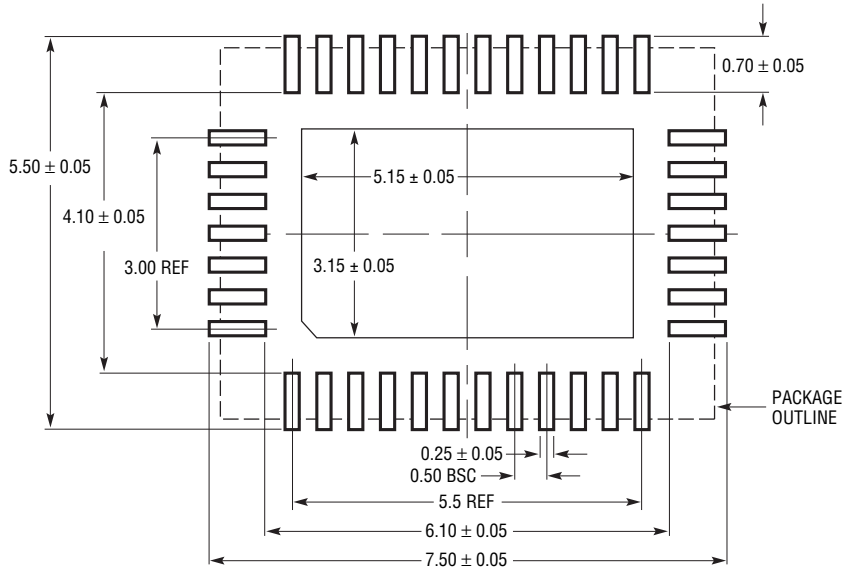 0.70 ± 0.05
5.50 ± 0.05
5.15 ± 0.05
4.10 ± 0.05
3.00 REF
3.15 ± 0.05
PACKAGE
OUTLINE
0.25 ± 0.05
0.50 BSC
5.5 REF
6.10 ± 0.05
7.50 ± 0.05